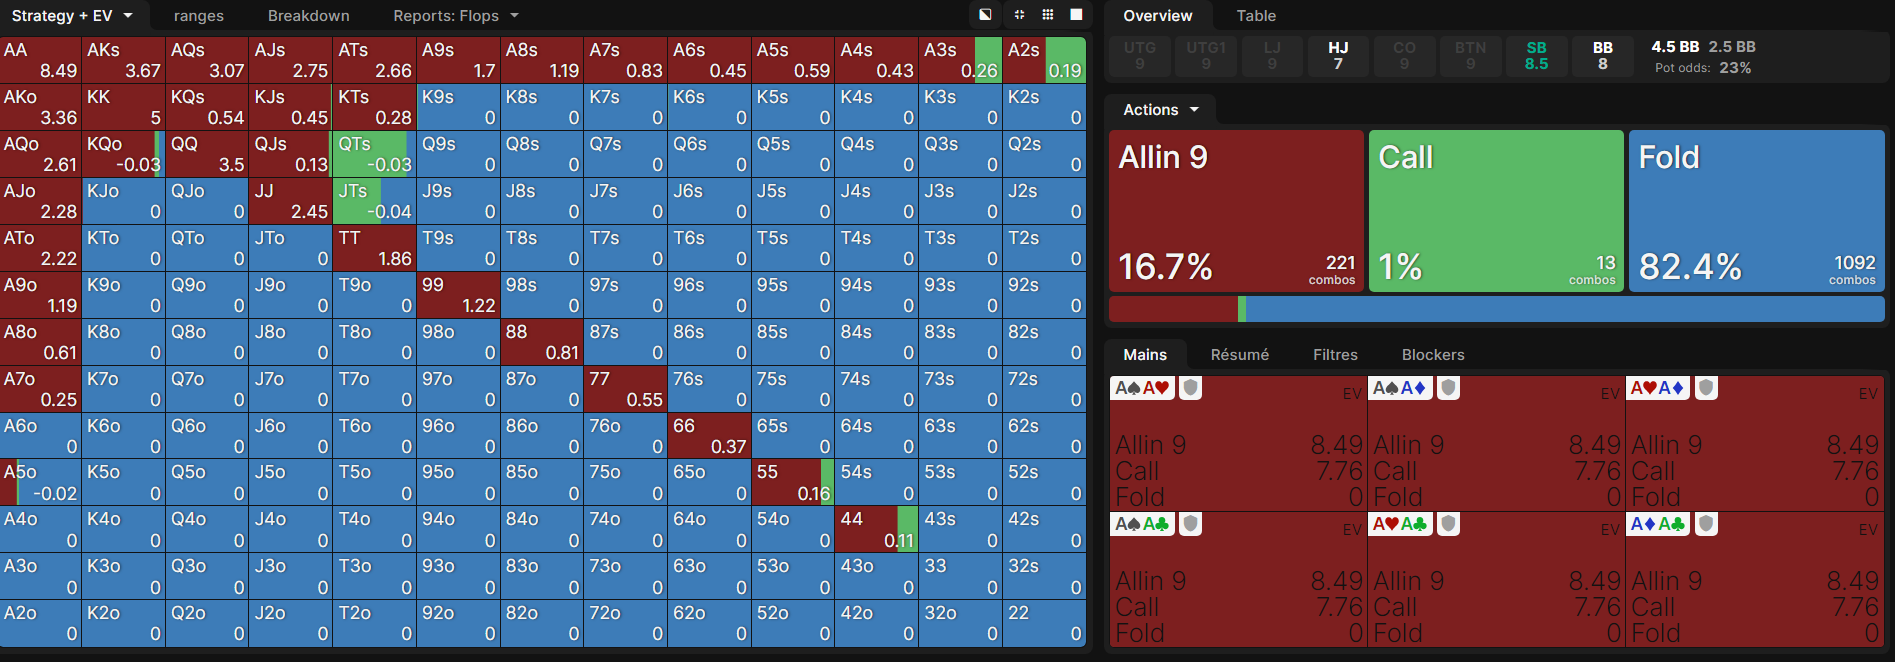 Strategy + EV ranges Breakdown Reports: Flops
AA AKs AQs AJs ATs A9s A8s A7s A6s A5s A4s A3s A2s
8.49 3.67 3.07 2.75 2.66 1.7 1.19 0.83 0.45 0.59 0.43 0.26 0.19
AKo KK KQs KJs KTs K9s K8s K7s K6s K5s K4s K3s K2s
3.36 5 0.54 0.45 0.28 0 0 0 0 0 0 0 0
AQo KQo QQ QJs QTs Q9s Q8s Q7s Q6s Q5s Q4s Q3s Q2s
2.61 -0.03 3.5 0.13 -0.03 0 0 0 0 0 0 0 0
AJo KJo QJo JJ JTs J9s J8s J7s J6s J5s J4s J3s J2s
2.28 0 0 2.45 -0.04 0 0 0 0 0 0 0 0
ATo KTo QTo JTo TT T9s T8s T7s T6s T5s T4s T3s T2s
2.22 0 0 0 1.86 0 0 0 0 0 0 0 0
A9o K9o Q9o J9o T9o 99 98s 97s 96s 95s 94s 93s 92s
1.19 0 0 0 0 1.22 0 0 0 0 0 0 0
A8o K8o Q8o J8o T8o 98o 88 87s 86s 85s 84s 83s 82s
0.61 0 0 0 0 0 0.81 0 0 0 0 0 0
A7o K7o Q7o J7o T7o 97o 87o 77 76s 75s 74s 73s 72s
0.25 0 0 0 0 0 0 0.55 0 0 0 0 0
A6o K6o Q6o J6o T6o 96o 86o 76o 66 65s 64s 63s 62s
0 0 0 0 0 0 0 0 0.37 0 0 0 0
A5o K5o Q5o J5o T5o 95o 85o 75o 65o 55 54s 53s 52s
-0.02 0 0 0 0 0 0 0 0 0.16 0 0 0
A4o K4o Q4o J4o T4o 94o 84o 74o 64o 54o 44 43s 42s
0 0 0 0 0 0 0 0 0 0 0.11 0 0
A3o K3o Q3o J3o T3o 93o 83o 73o 63o 53o 43o 33 32s
0 0 0 0 0 0 0 0 0 0 0 0 0
A2o K2o Q2o J2o T2o 92o 82o 72o 62o 52o 42o 32o 22
0 0 0 0 0 0 0 0 0 0 0 0 0
Overview Table
UTG UTG1 LJ HJ CO BTN SB BB
9 9 9 7 9 9 8.5 8
4.5 BB 2.5 BB
Pot odds: 23%
Actions
Allin 9 Call Fold
16.7% 221 combos 1% 13 combos 82.4% 1092 combos
Mains Résumé Filtres Blockers
A♠A♥ EV A♠A♦ EV A♥A♦ EV
Allin 9 8.49 Allin 9 8.49 Allin 9 8.49
Call 7.76 Call 7.76 Call 7.76
Fold 0 Fold 0 Fold 0
A♠A♣ EV A♥A♣ EV A♦A♣ EV
Allin 9 8.49 Allin 9 8.49 Allin 9 8.49
Call 7.76 Call 7.76 Call 7.76
Fold 0 Fold 0 Fold 0